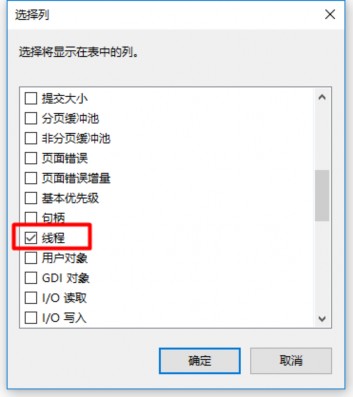 选择列
选择将显示在表中的列。
提交大小
分页缓冲池
非分页缓冲池
页面错误
页面错误增量
基本优先级
句柄
线程
用户对象
GDI 对象
I/O 读取
I/O 写入
确定
取消